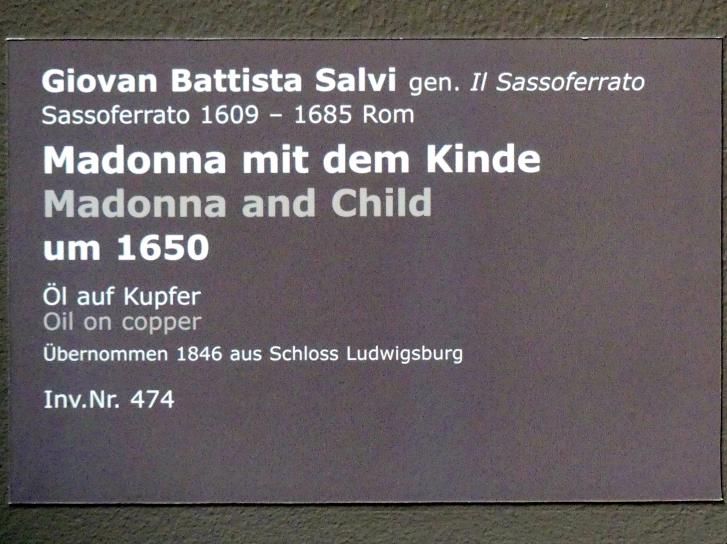 Giovan Battista Salvi gen. Il Sassoferrato
Sassoferrato 1609 – 1685 Rom
Madonna mit dem Kinde
Madonna and Child
um 1650
Öl auf Kupfer
Oil on copper
Übernommen 1846 aus Schloss Ludwigsburg
Inv.Nr. 474